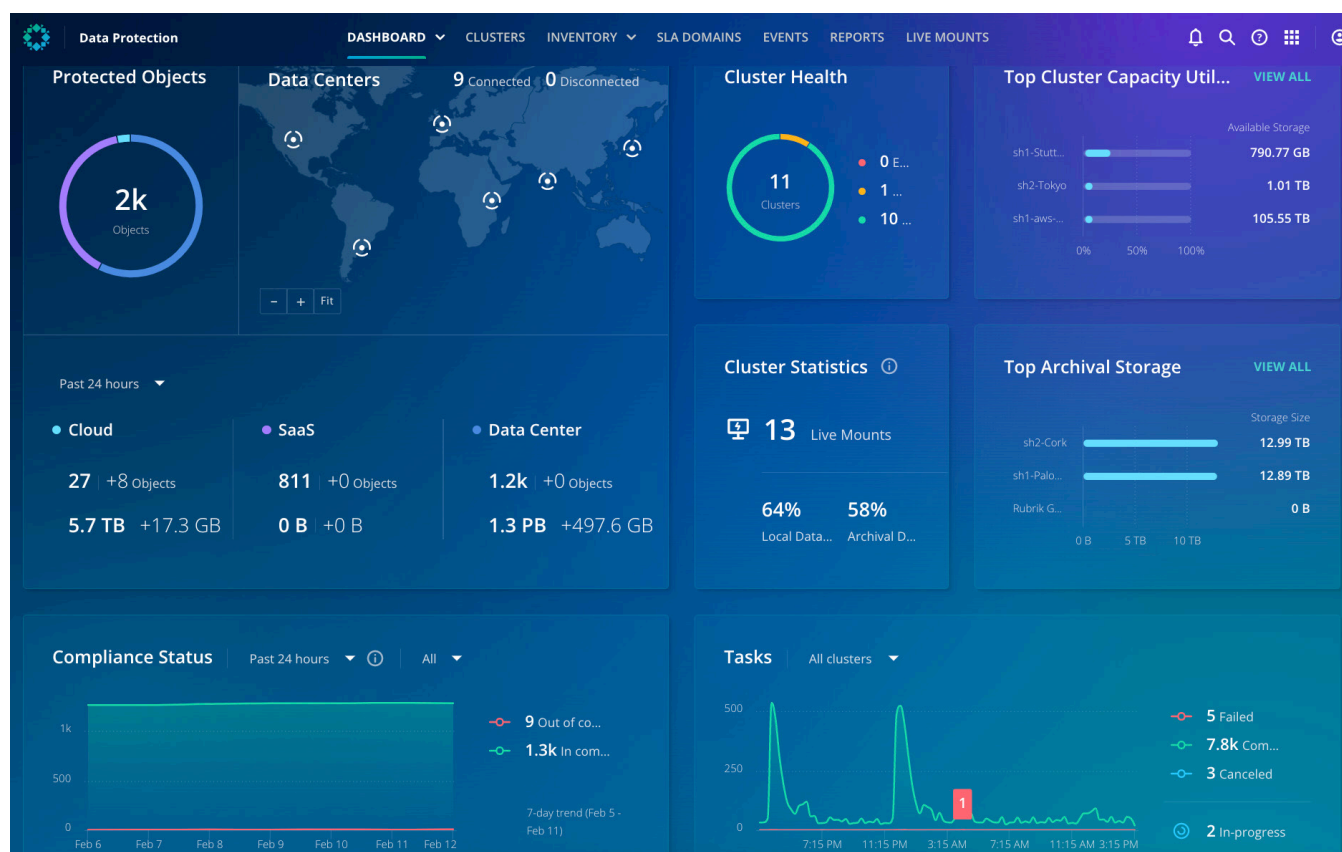 Data Protection
DASHBOARD CLUSTERS INVENTORY SLA DOMAINS EVENTS REPORTS LIVE MOUNTS
Protected Objects
2k
Objects
Data Centers
9 Connected 0 Disconnected
- + Fit
Past 24 hours
Cloud
27 +8 Objects
5.7 TB +17.3 GB
SaaS
811 +0 Objects
0 B +0 B
Data Center
1.2k +0 Objects
1.3 PB +497.6 GB
Cluster Health
11
Clusters
0 E...
1 ...
10 ...
Top Cluster Capacity Util... VIEW ALL
Available Storage
sh1-Stutt... 790.77 GB
sh2-Tokyo 1.01 TB
sh1-aws-... 105.55 TB
0% 50% 100%
Cluster Statistics
13 Live Mounts
64% 58%
Local Data... Archival D...
Top Archival Storage VIEW ALL
Storage Size
sh2-Cork 12.99 TB
sh1-Palo... 12.89 TB
Rubrik G... 0 B
0 B 5 TB 10 TB
Compliance Status Past 24 hours All
1k
500
0
Feb 6 Feb 7 Feb 8 Feb 9 Feb 10 Feb 11 Feb 12
9 Out of co...
1.3k In com...
7-day trend (Feb 5 -
Feb 11)
Tasks All clusters
500
250
0
1
7:15 PM 11:15 PM 3:15 AM 7:15 AM 11:15 AM 3:15 PM
5 Failed
7.8k Com...
3 Canceled
2 In-progress